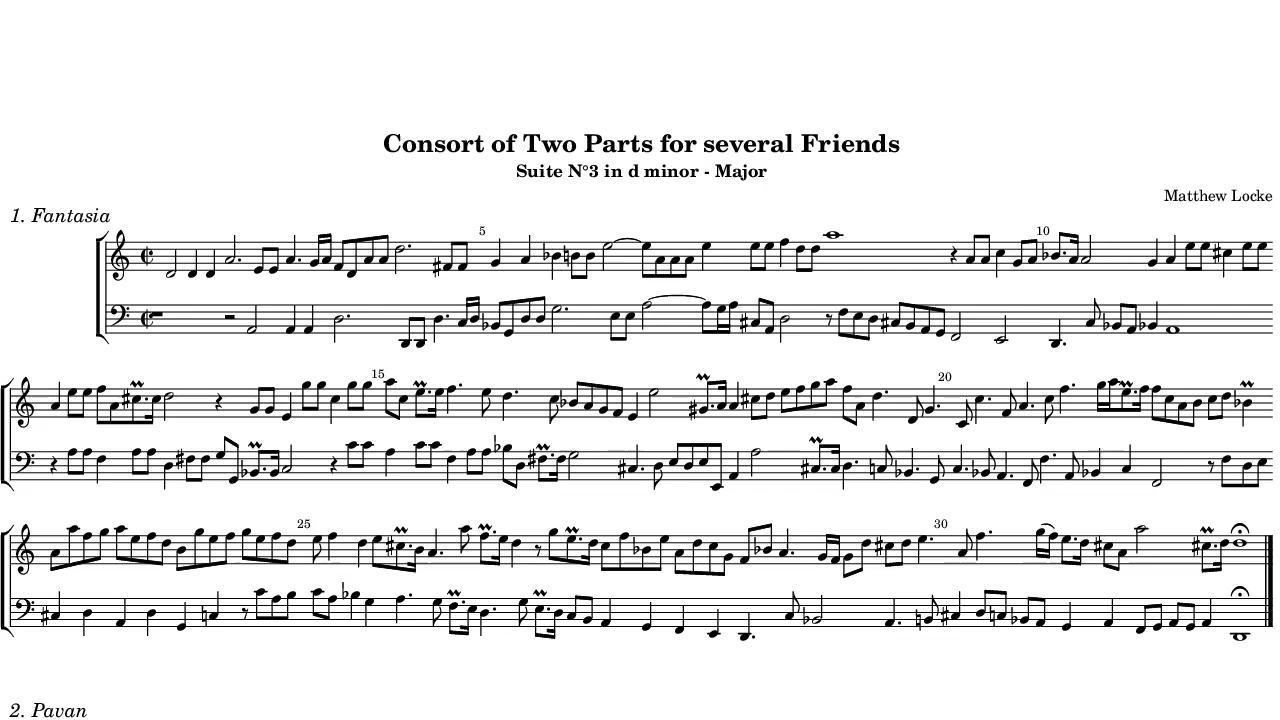 Consort of Two Parts for several Friends
Suite N°3 in d minor - Major
Matthew Locke
1. Fantasia
5
10
15
20
25
30
2. Pavan